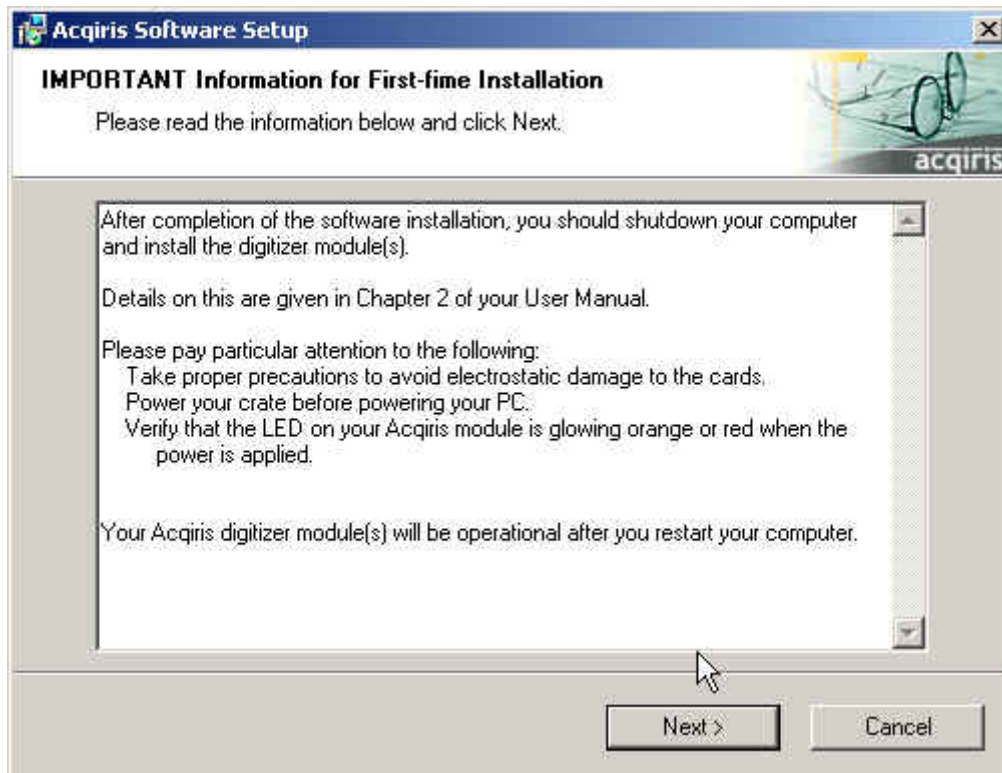 Acqiris Software Setup
IMPORTANT Information for First-fime Installation
Please read the information below and click Next.
acqiris
After completion of the software installation, you should shutdown your computer
and install the digitizer module(s).
Details on this are given in Chapter 2 of your User Manual.
Please pay particular attention to the following:
Take proper precautions to avoid electrostatic damage to the cards.
Power your crate before powering your PC.
Verify that the LED on your Acqiris module is glowing orange or red when the
power is applied.
Your Acqiris digitizer module(s) will be operational after you restart your computer.
Next >
Cancel